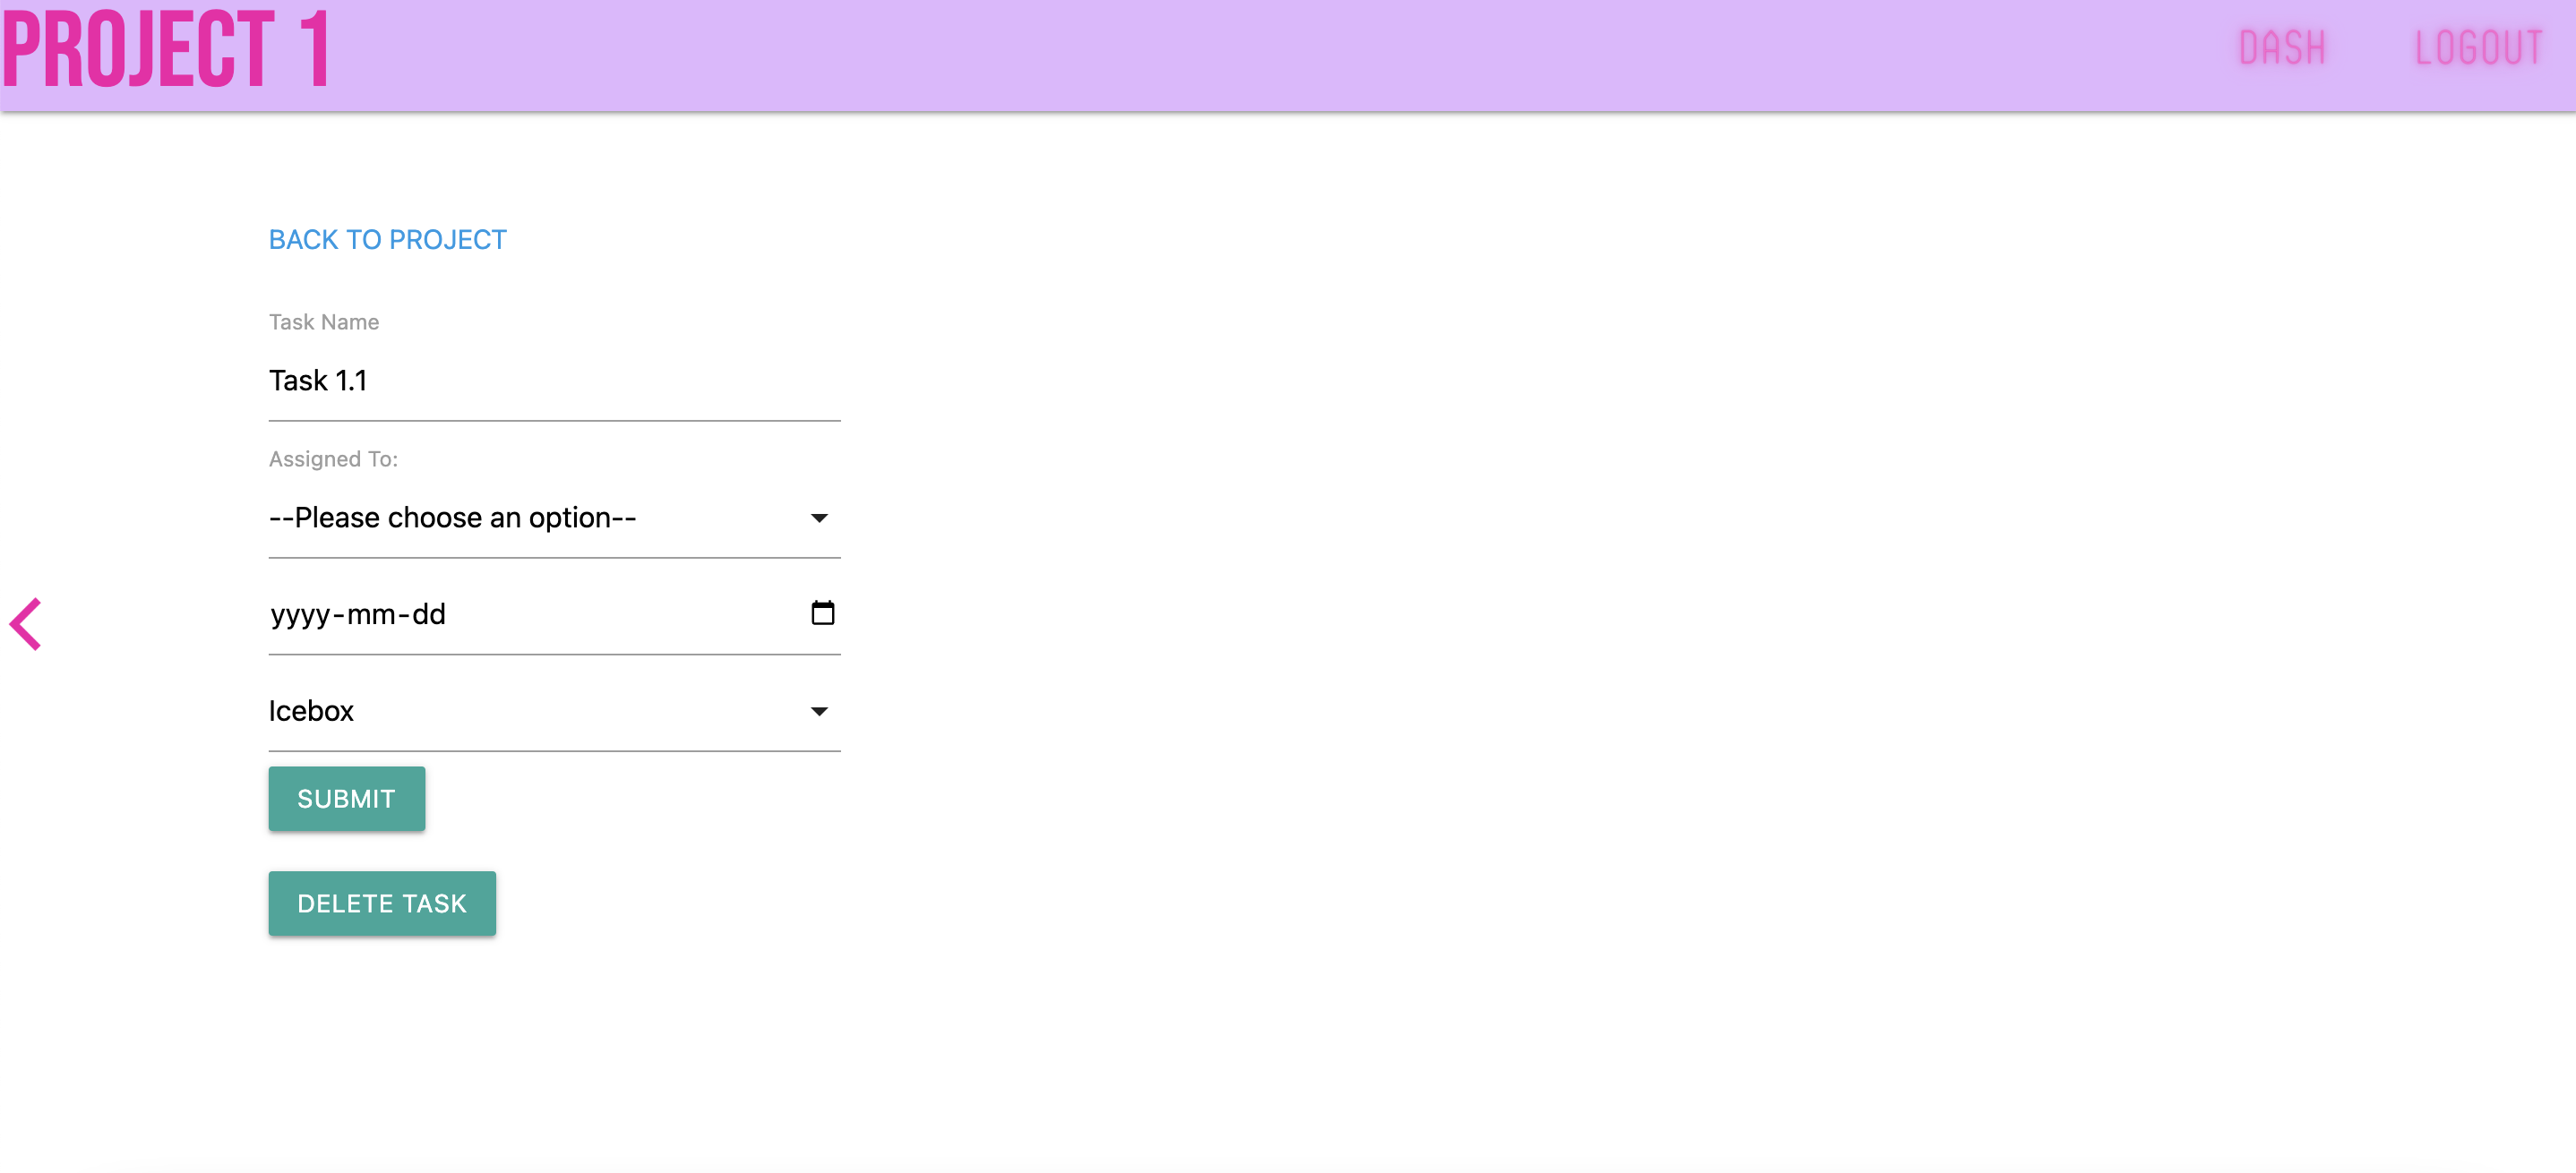 PROJECT 1
DASH
LOGOUT
BACK TO PROJECT
Task Name
Task 1.1
Assigned To:
--Please choose an option--
yyyy-mm-dd
Icebox
SUBMIT
DELETE TASK